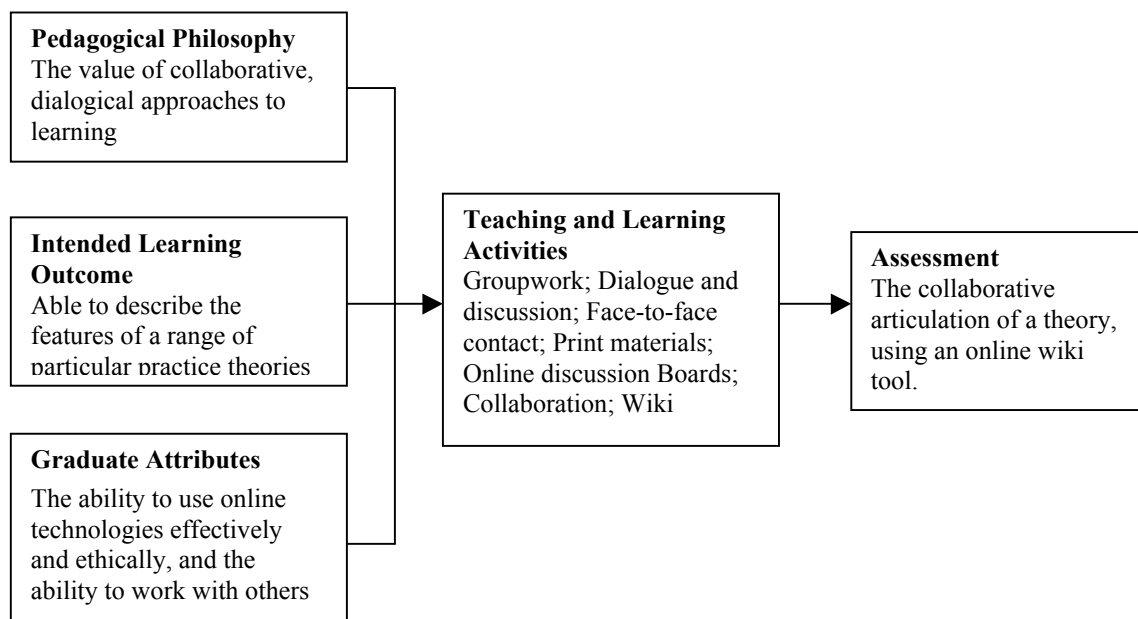 Pedagogical Philosophy
The value of collaborative,
dialogical approaches to
learning
Intended Learning
Outcome
Able to describe the
features of a range of
particular practice theories
Graduate Attributes
The ability to use online
technologies effectively
and ethically, and the
ability to work with others
Teaching and Learning
Activities
Groupwork; Dialogue and
discussion; Face-to-face
contact; Print materials;
Online discussion Boards;
Collaboration; Wiki
Assessment
The collaborative
articulation of a theory,
using an online wiki
tool.